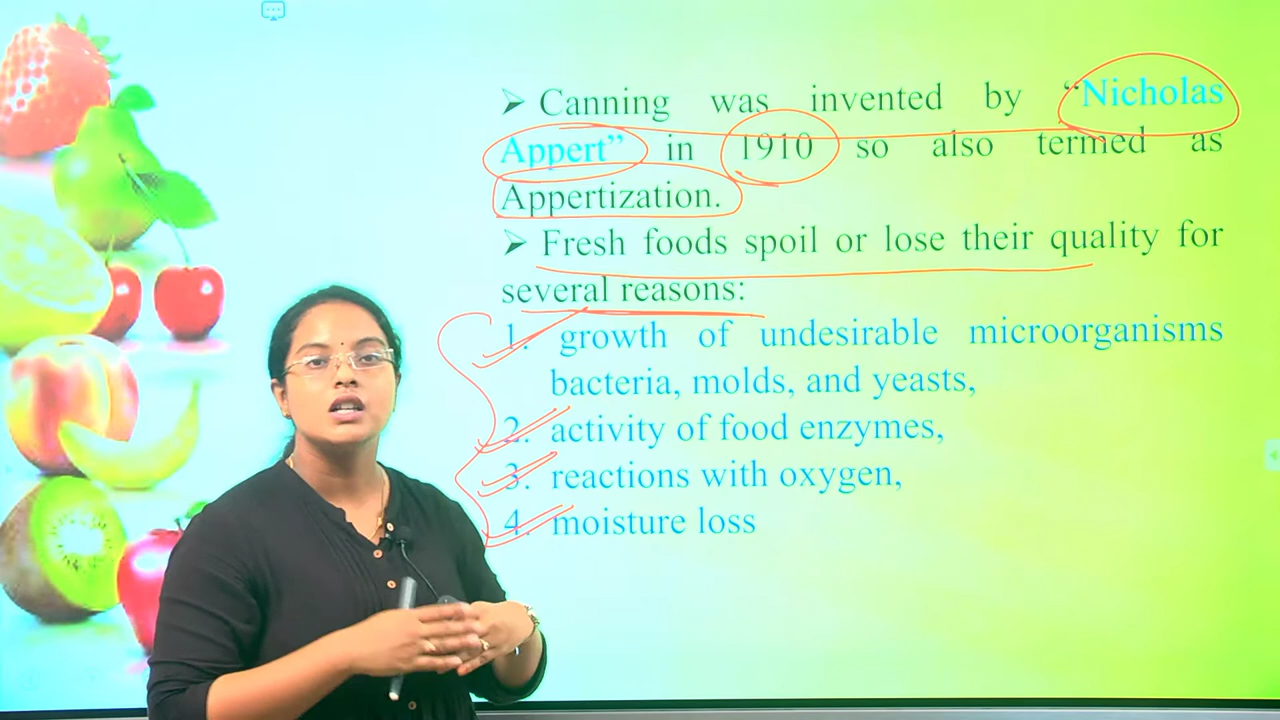 ➢ Canning was invented by “Nicholas
Appert” in 1910 so also termed as
Appertization.
➢ Fresh foods spoil or lose their quality for
several reasons:
1. growth of undesirable microorganisms
bacteria, molds, and yeasts,
2. activity of food enzymes,
3. reactions with oxygen,
4. moisture loss